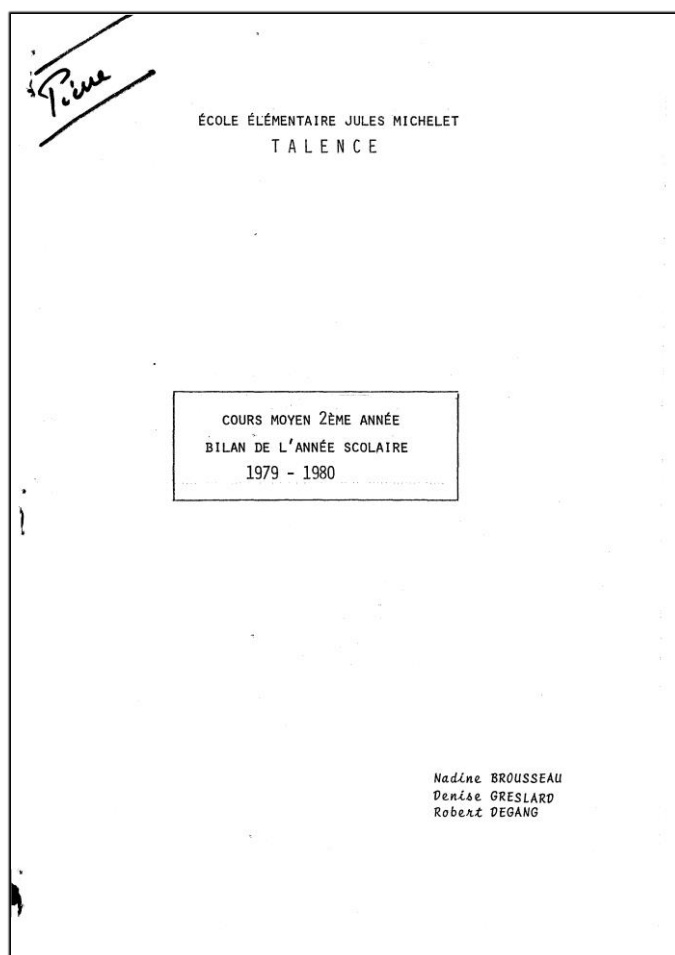 Pierre
ÉCOLE ÉLÉMENTAIRE JULES MICHELET
TALENCE
COURS MOYEN 2ÈME ANNÉE
BILAN DE L'ANNÉE SCOLAIRE
1979 - 1980
Nadine BROUSSEAU
Denise GRESLARD
Robert DEGANG